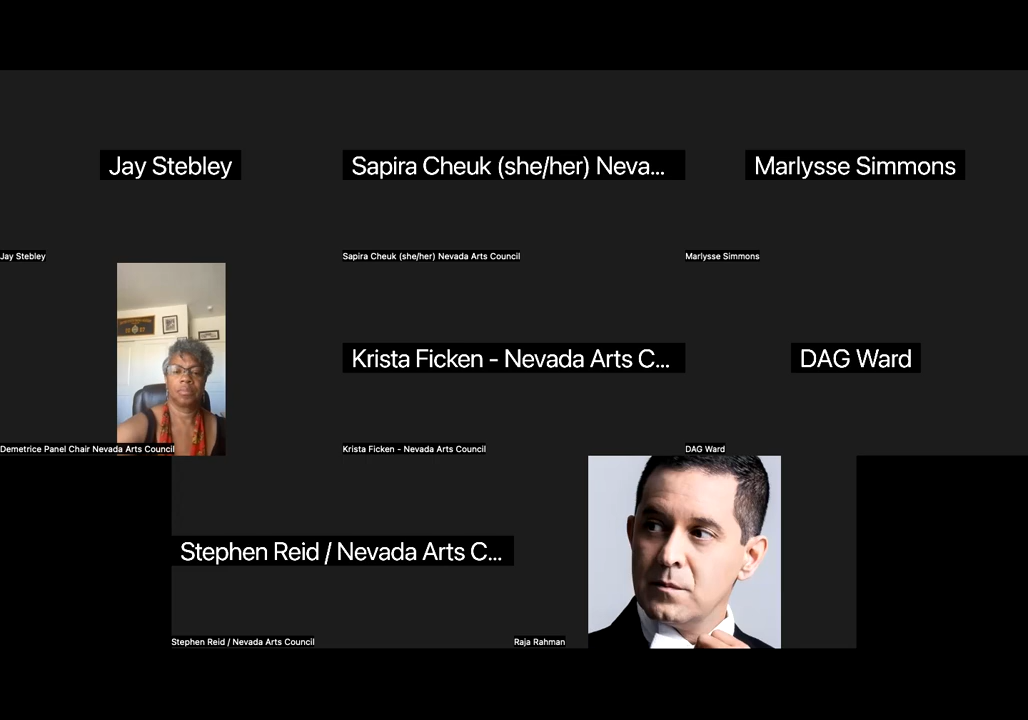 Jay Stebley
Sapira Cheuk (she/her) Neva...
Marlysse Simmons
Jay Stebley
Sapira Cheuk (she/her) Nevada Arts Council
Marlysse Simmons
Krista Ficken - Nevada Arts C...
DAG Ward
Demetrice Panel Chair Nevada Arts Council
Krista Ficken - Nevada Arts Council
DAG Ward
Stephen Reid / Nevada Arts C...
Stephen Reid / Nevada Arts Council
Raja Rahman